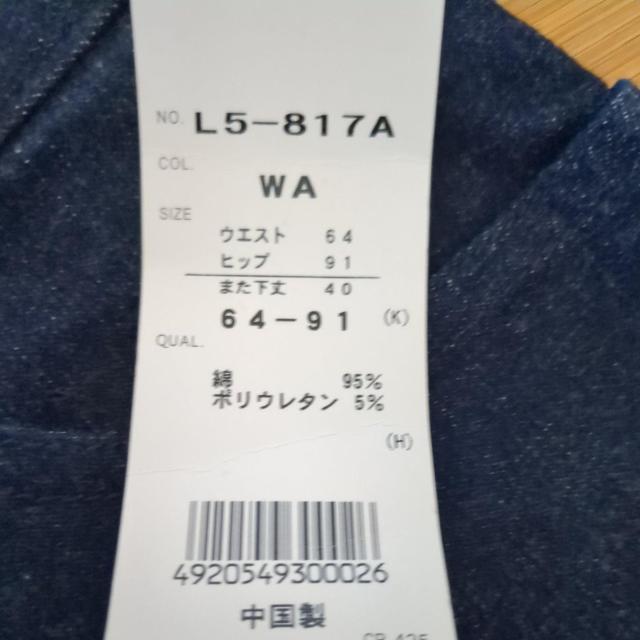 NO. L5-817A
COL.
WA
SIZE
ウエスト 64
ヒップ 91
また下丈 40
64-91 (K)
QUAL.
綿 95%
ポリウレタン 5%
(H)
4920549300026
中国製